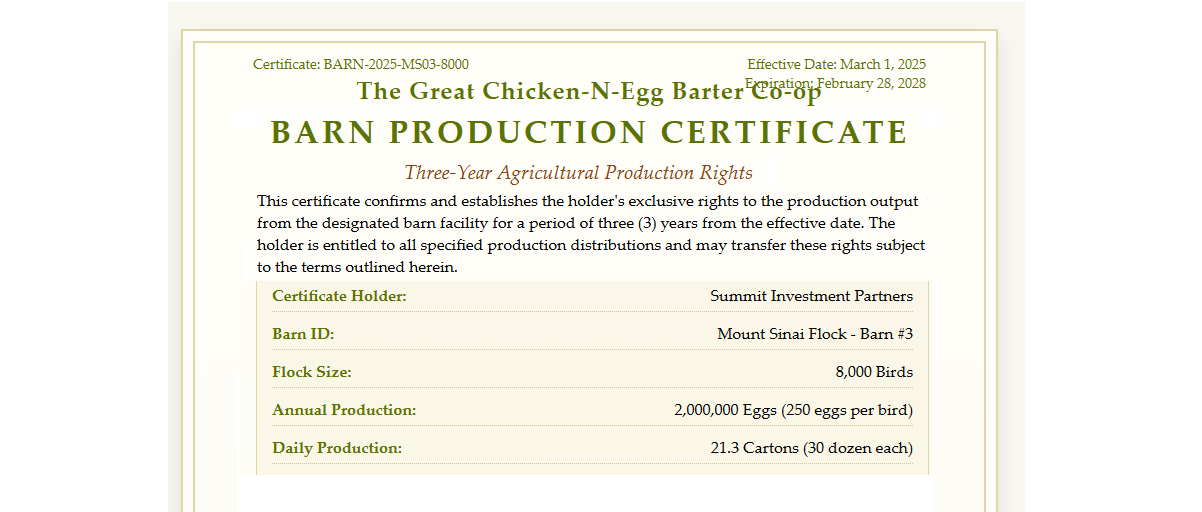 Certificate: BARN-2025-MS03-8000
Effective Date: March 1, 2025
Expiration: February 28, 2028
The Great Chicken-N-Egg Barter Co-op
BARN PRODUCTION CERTIFICATE
Three-Year Agricultural Production Rights
This certificate confirms and establishes the holder's exclusive rights to the production output
from the designated barn facility for a period of three (3) years from the effective date. The
holder is entitled to all specified production distributions and may transfer these rights subject
to the terms outlined herein.
Certificate Holder: Summit Investment Partners
Barn ID: Mount Sinai Flock - Barn #3
Flock Size: 8,000 Birds
Annual Production: 2,000,000 Eggs (250 eggs per bird)
Daily Production: 21.3 Cartons (30 dozen each)